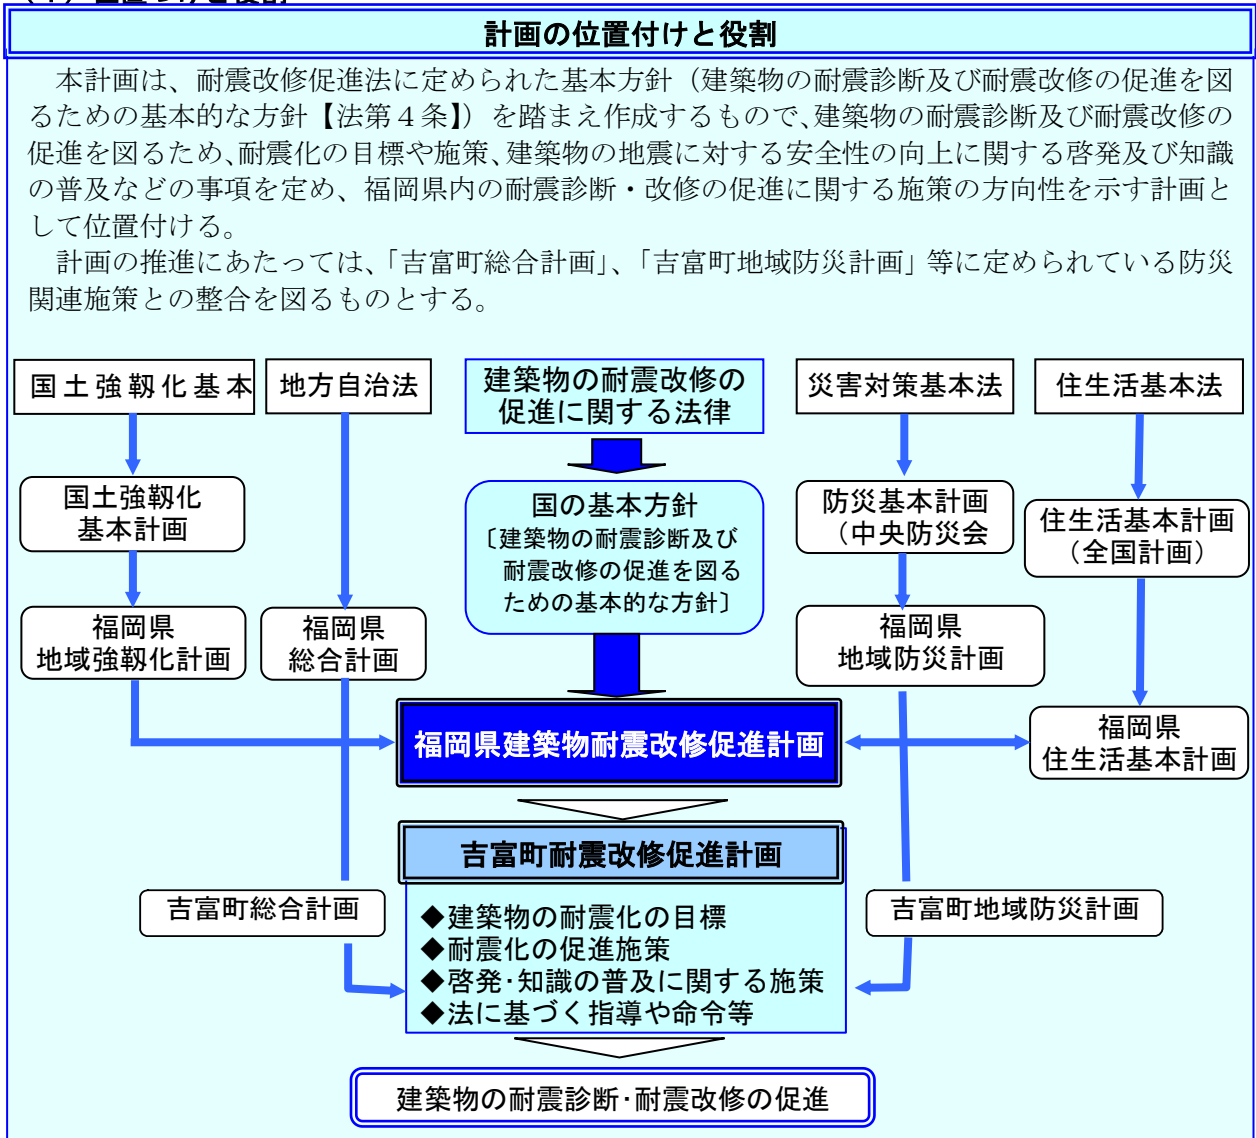 計画の位置付けと役割
本計画は、耐震改修促進法に定められた基本方針（建築物の耐震診断及び耐震改修の促進を図
るための基本的な方針【法第４条】）を踏まえ作成するもので、建築物の耐震診断及び耐震改修の
促進を図るため、耐震化の目標や施策、建築物の地震に対する安全性の向上に関する啓発及び知識
の普及などの事項を定め、福岡県内の耐震診断・改修の促進に関する施策の方向性を示す計画と
して位置付ける。
計画の推進にあたっては、「吉富町総合計画」、「吉富町地域防災計画」等に定められている防災
関連施策との整合を図るものとする。
国土強靱化基本
地方自治法
建築物の耐震改修の
促進に関する法律
災害対策基本法
住生活基本法
国土強靱化
基本計画
国の基本方針
〔建築物の耐震診断及び
耐震改修の促進を図る
ための基本的な方針〕
防災基本計画
（中央防災会
住生活基本計画
（全国計画）
福岡県
地域強靱化計画
福岡県
総合計画
福岡県
地域防災計画
福岡県建築物耐震改修促進計画
福岡県
住生活基本計画
吉富町耐震改修促進計画
吉富町総合計画
◆建築物の耐震化の目標
◆耐震化の促進施策
◆啓発・知識の普及に関する施策
◆法に基づく指導や命令等
吉富町地域防災計画
建築物の耐震診断・耐震改修の促進